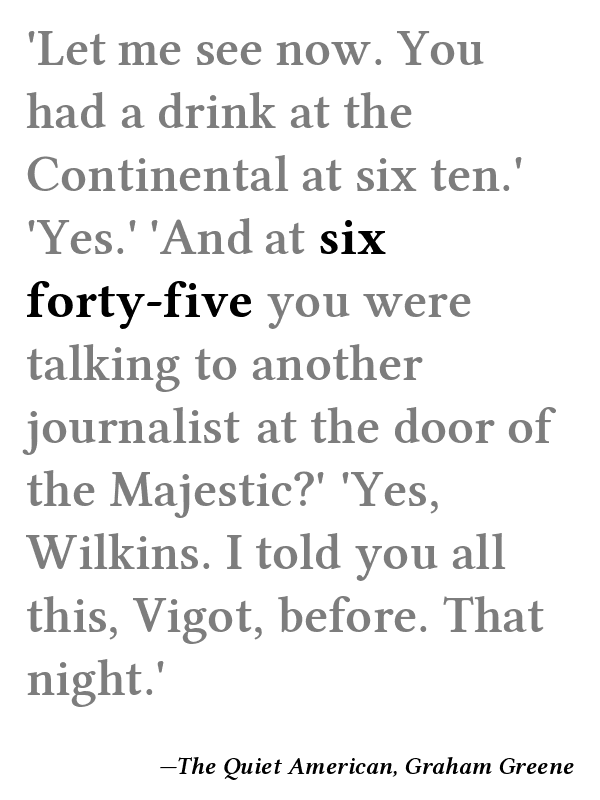 'Let me see now. You
had a drink at the
Continental at six ten.'
'Yes.' 'And at six
forty-five you were
talking to another
journalist at the door of
the Majestic?' 'Yes,
Wilkins. I told you all
this, Vigot, before. That
night.'
—The Quiet American, Graham Greene